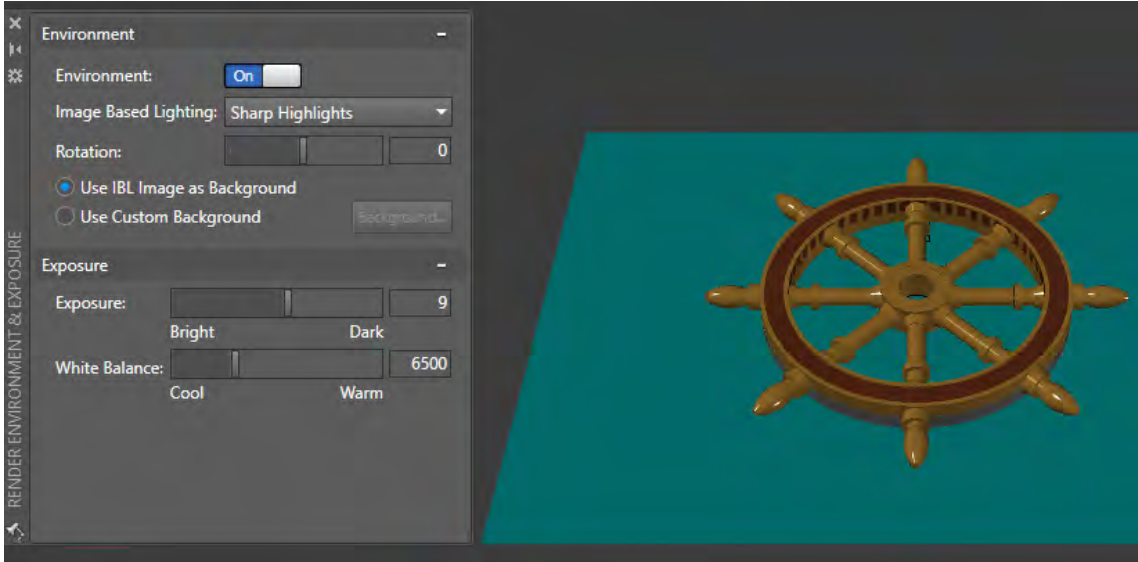 Environment
Environment: On
Image Based Lighting: Sharp Highlights
Rotation: 0
Use IBL Image as Background
Use Custom Background Background...
Exposure
Exposure: 9
Bright Dark
White Balance: 6500
Cool Warm
RENDER ENVIRONMENT & EXPOSURE